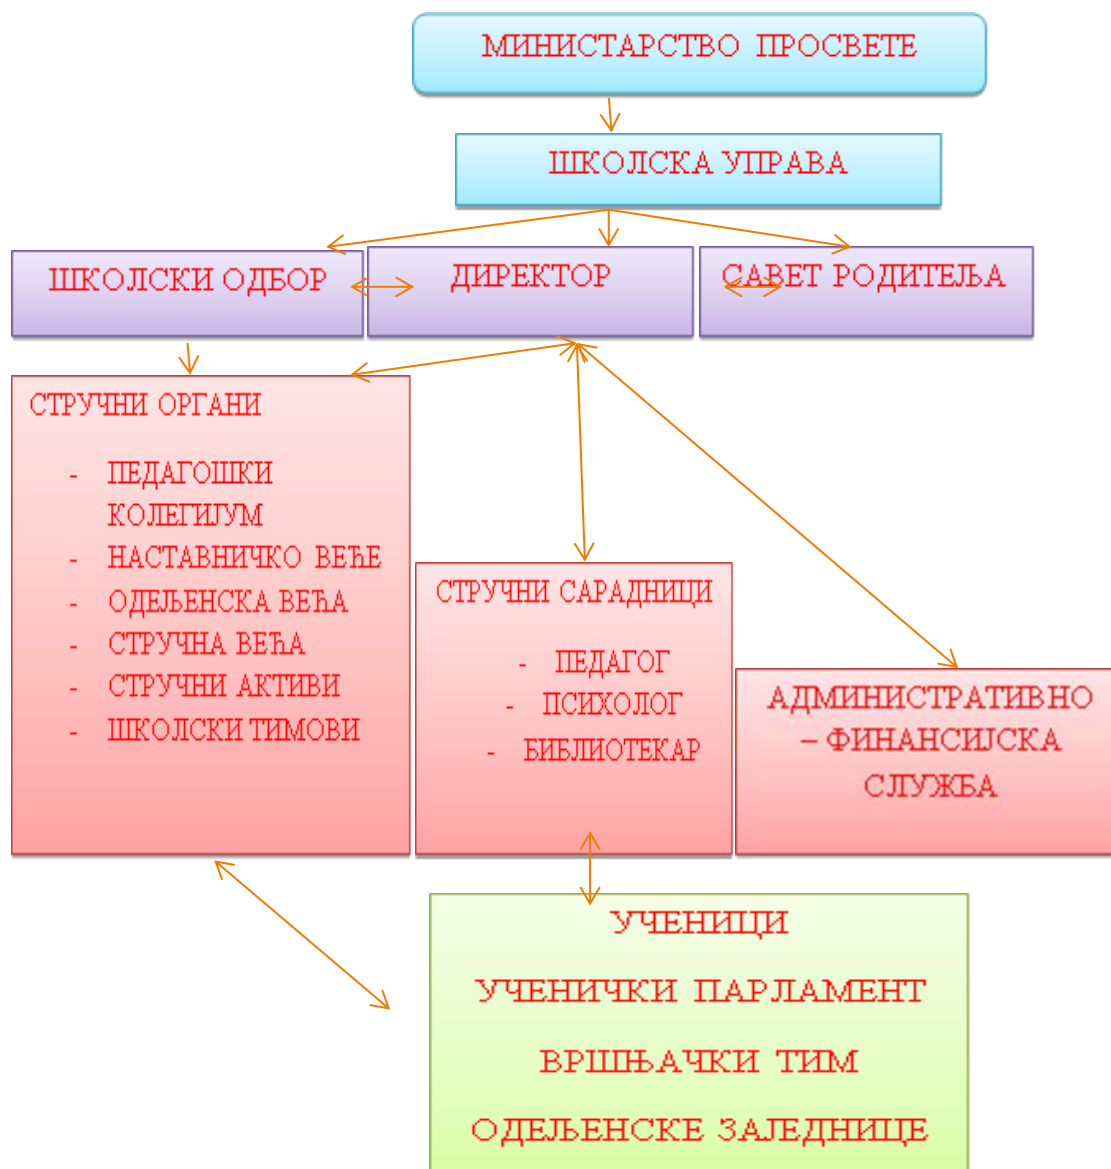 МИНИСТАРСТВО ПРОСВЕТЕ
ШКОЛСКА УПРАВА
ШКОЛСКИ ОДБОР
ДИРЕКТОР
САВЕТ РОДИТЕЉА
СТРУЧНИ ОРГАНИ
- ПЕДАГОШКИ
КОЛЕГИЈУМ
- НАСТАВНИЧКО ВЕЋЕ
- ОДЕЉЕНСКА ВЕЋА
- СТРУЧНА ВЕЋА
- СТРУЧНИ АКТИВИ
- ШКОЛСКИ ТИМОВИ
СТРУЧНИ САРАДНИЦИ
- ПЕДАГОГ
- ПСИХОЛОГ
- БИБЛИОТЕКАР
АДМИНИСТРАТИВНО
– ФИНАНСИЈСКА
СЛУЖБА
УЧЕНИЦИ
УЧЕНИЧКИ ПАРЛАМЕНТ
ВРШЊАЧКИ ТИМ
ОДЕЉЕНСКЕ ЗАЈЕДНИЦЕ